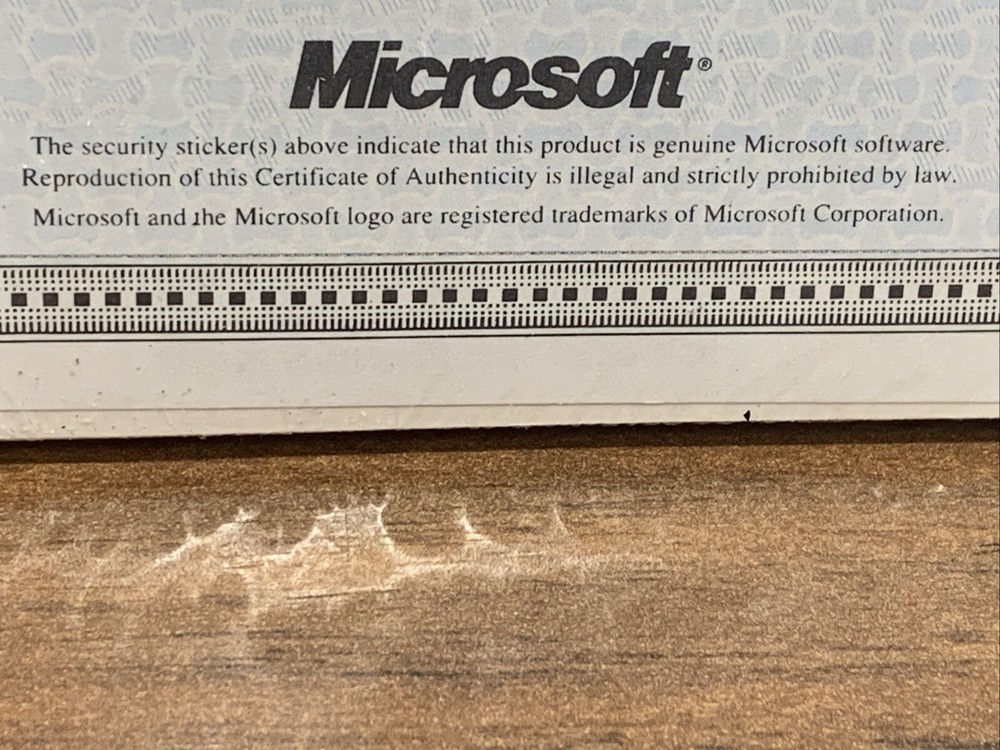 Microsoft®
The security sticker(s) above indicate that this product is genuine Microsoft software.
Reproduction of this Certificate of Authenticity is illegal and strictly prohibited by law.
Microsoft and the Microsoft logo are registered trademarks of Microsoft Corporation.